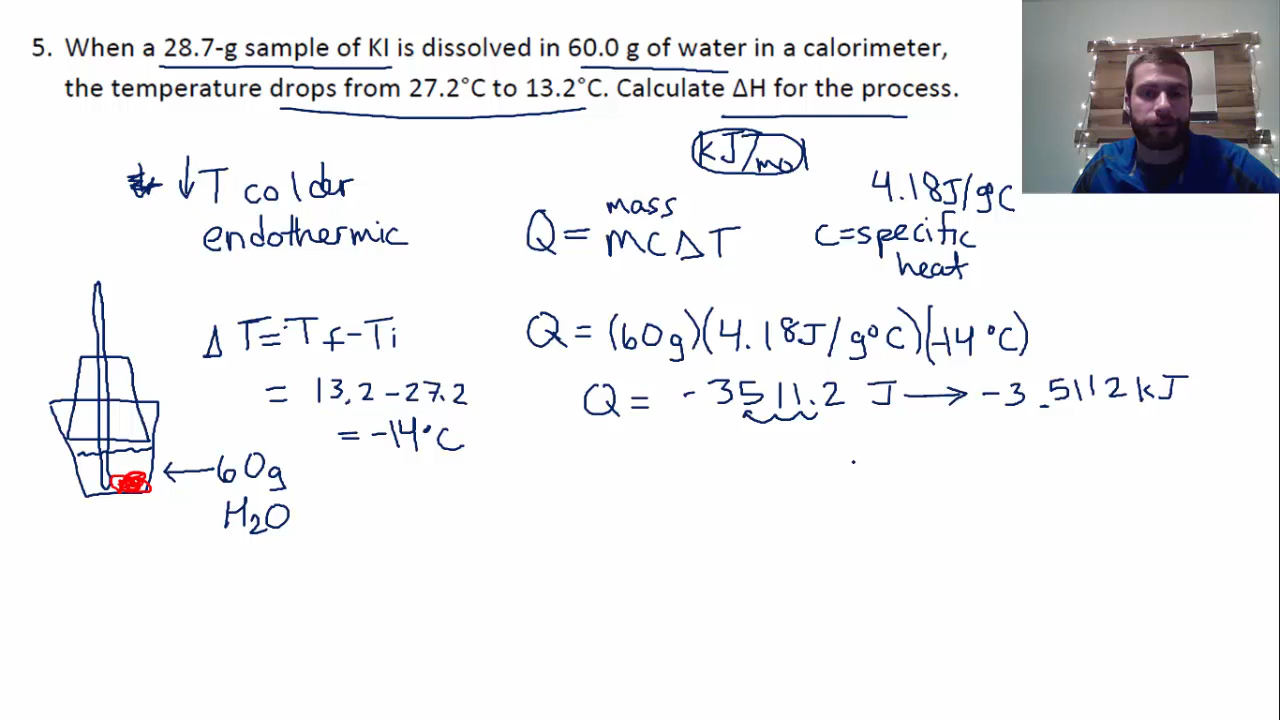 5. When a 28.7-g sample of KI is dissolved in 60.0 g of water in a calorimeter,
the temperature drops from 27.2°C to 13.2°C. Calculate ΔH for the process.
kJ/mol
↓T colder
endothermic
mass
Q = mCΔT
4.18J/g°C
C=specific
heat
ΔT=Tf-Ti
= 13.2-27.2
= -14°C
Q = (60g)(4.18J/g°C)(-14°C)
Q = -3511.2 J → -3.5112 kJ
←60g
H2O